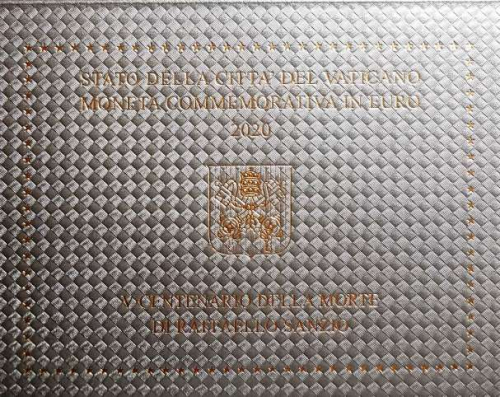 STATO DELLA CITTA' DEL VATICANO
MONETA COMMEMORATIVA IN EURO
2020
V CENTENARIO DELLA MORTE
DI RAFFAELLO SANZIO